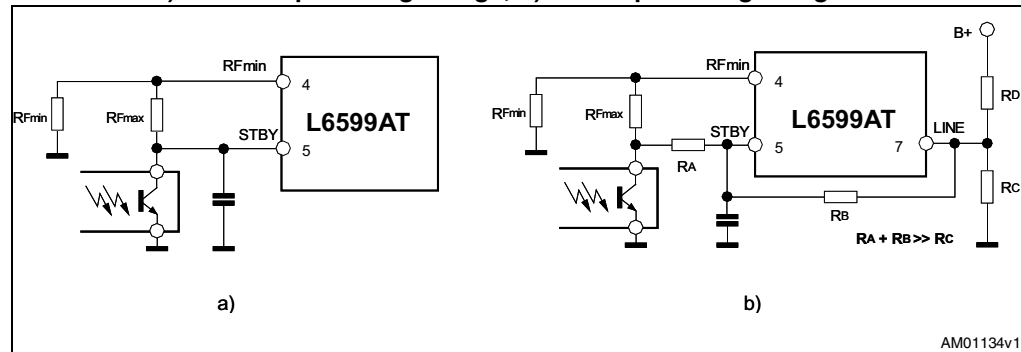 RFmin
4
RFmin
RFmax
L6599AT
STBY
5
a)
B+
RFmin
4
RD
RFmin
RFmax
L6599AT
STBY
LINE
5
7
RA
RC
RB
RA + RB >> RC
b)
AM01134v1